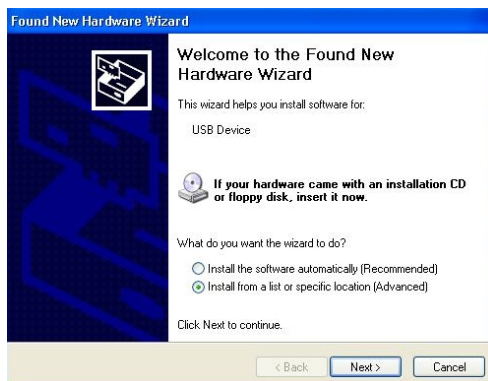 Found New Hardware Wizard
Welcome to the Found New
Hardware Wizard
This wizard helps you install software for:
USB Device
If your hardware came with an installation CD
or floppy disk, insert it now.
What do you want the wizard to do?
Install the software automatically (Recommended)
Install from a list or specific location (Advanced)
Click Next to continue.
< Back Next > Cancel